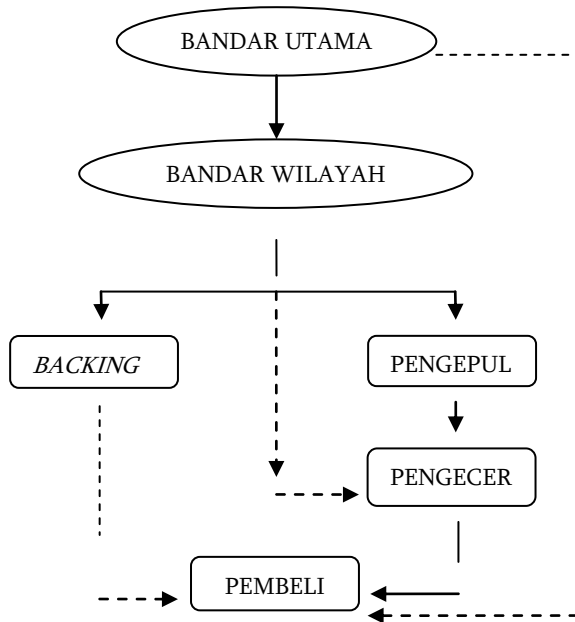 BANDAR UTAMA
BANDAR WILAYAH
BACKING
PENGEPUL
PENGECER
PEMBELI